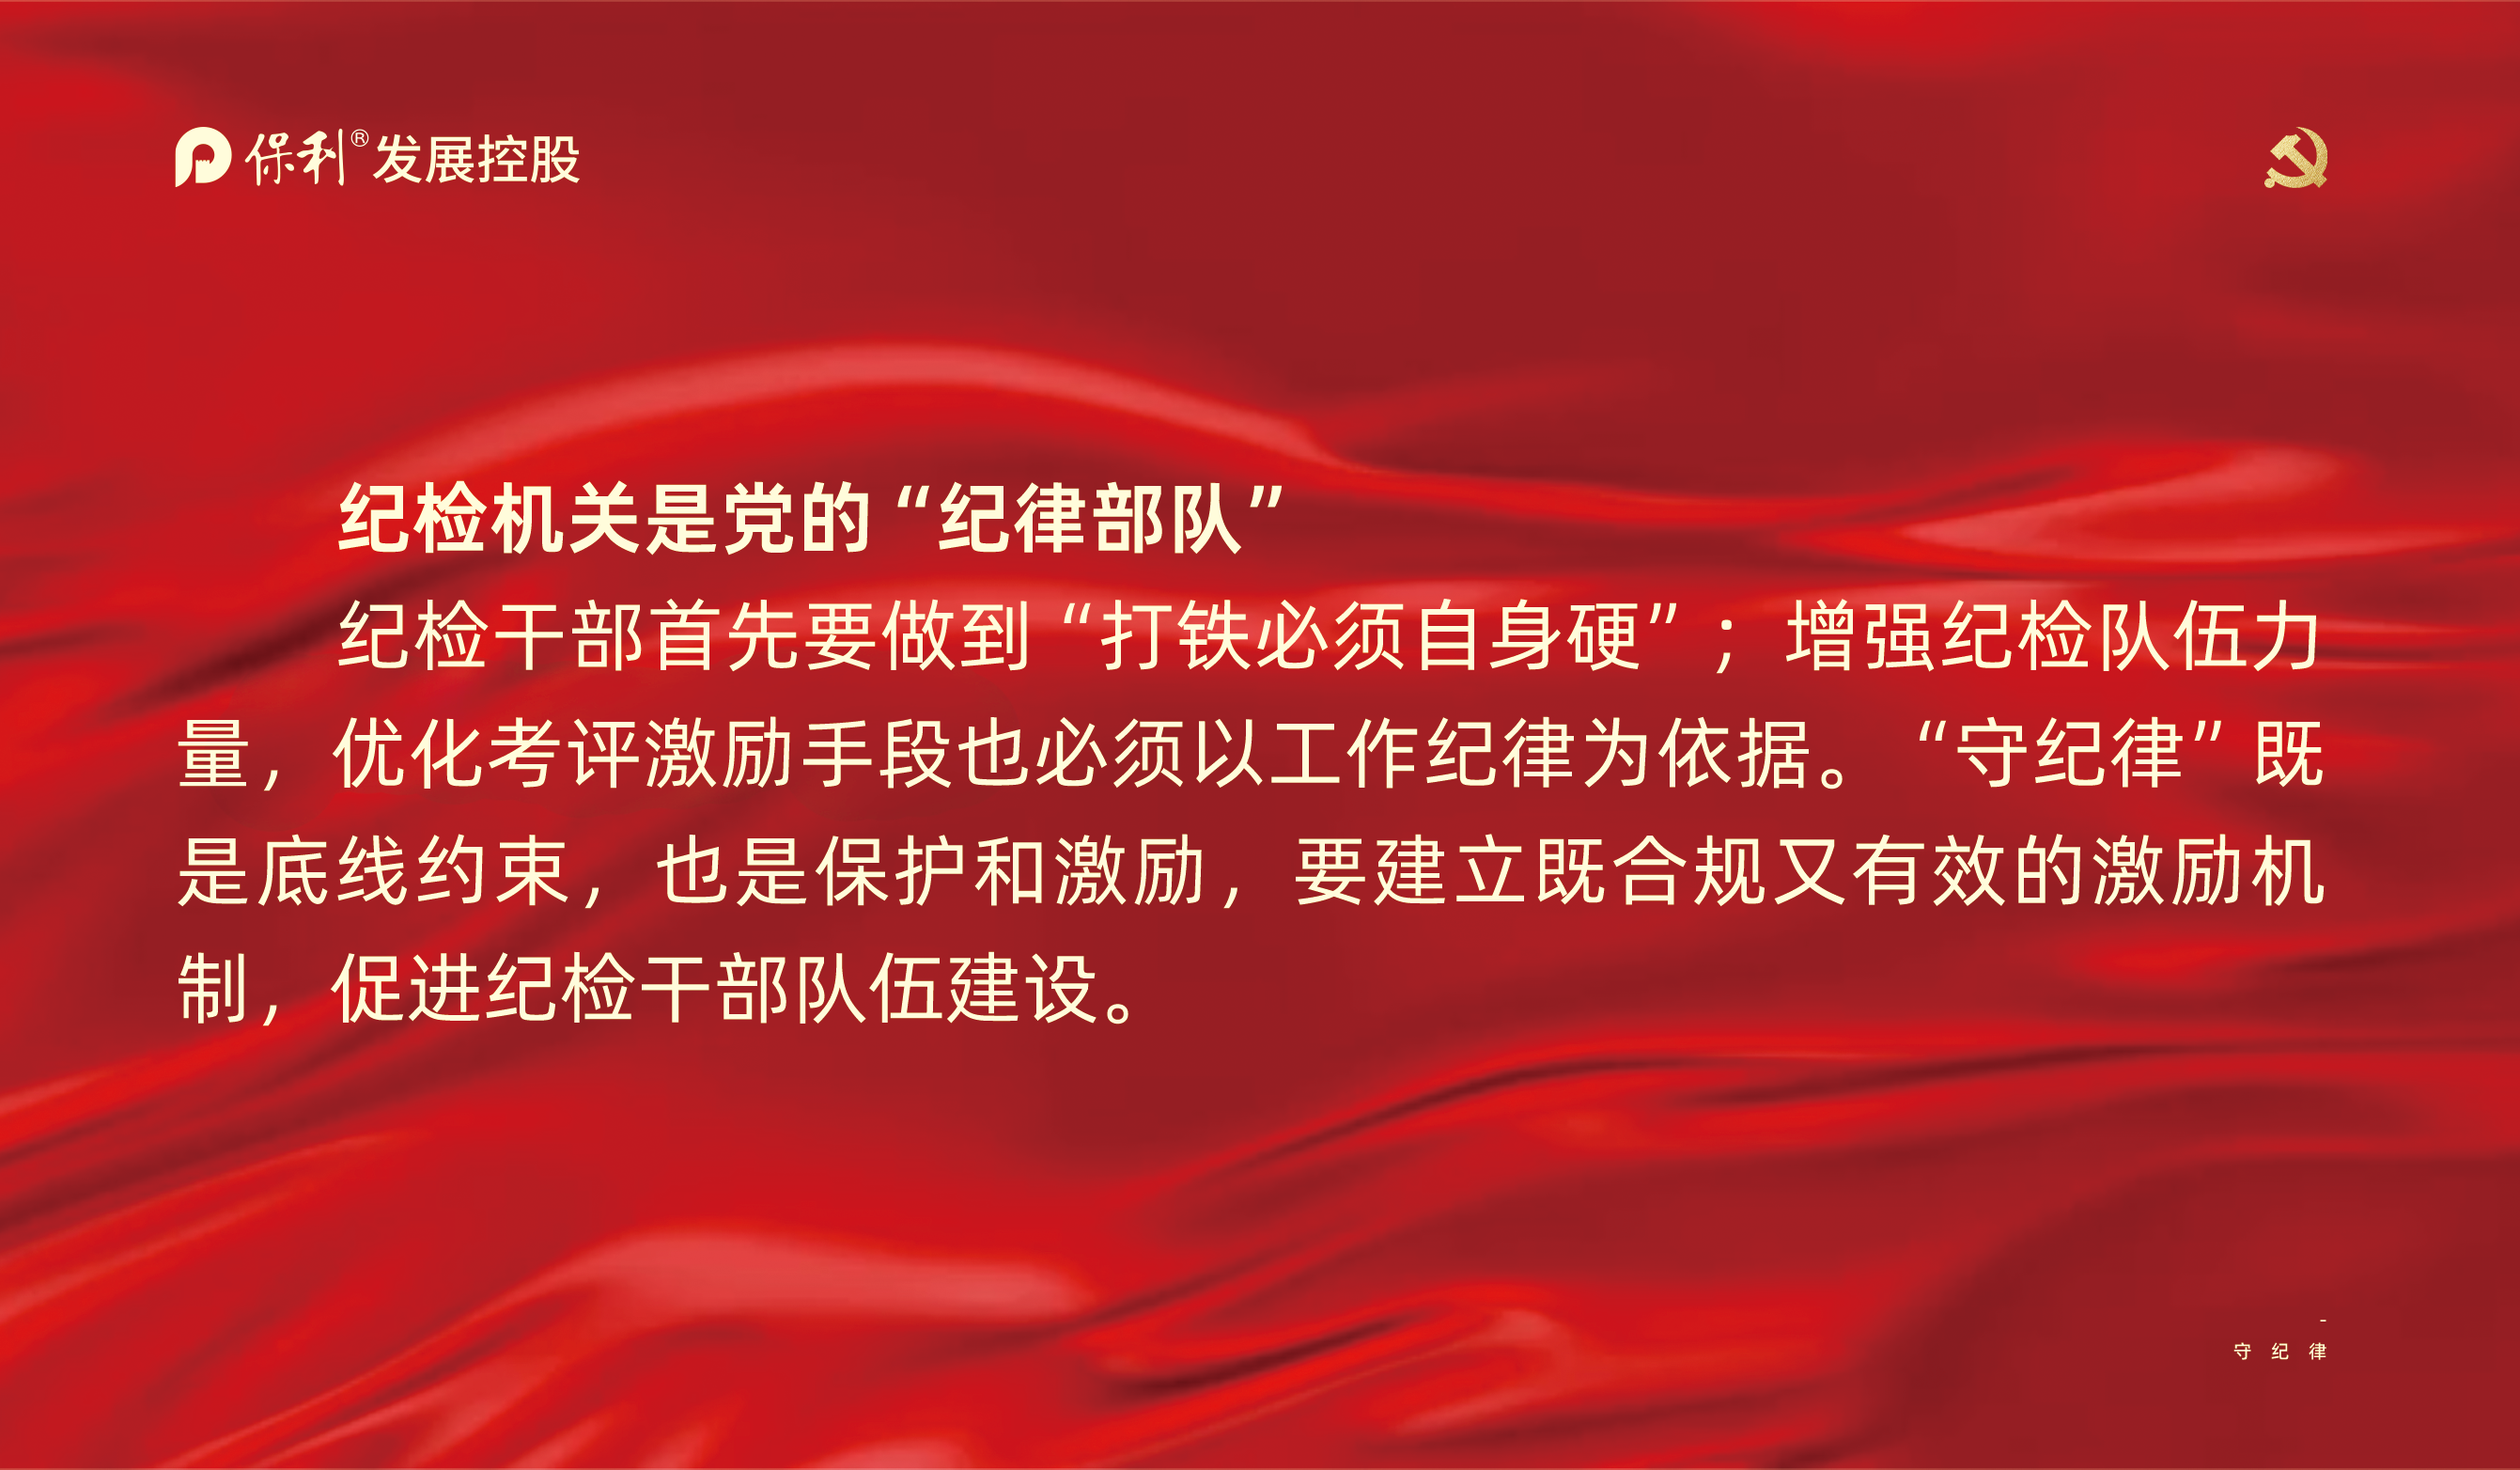 保利®发展控股
纪检机关是党的“纪律部队”
纪检干部首先要做到“打铁必须自身硬”；增强纪检队伍力
量，优化考评激励手段也必须以工作纪律为依据。“守纪律”既
是底线约束，也是保护和激励，要建立既合规又有效的激励机
制，促进纪检干部队伍建设。
-
守纪律